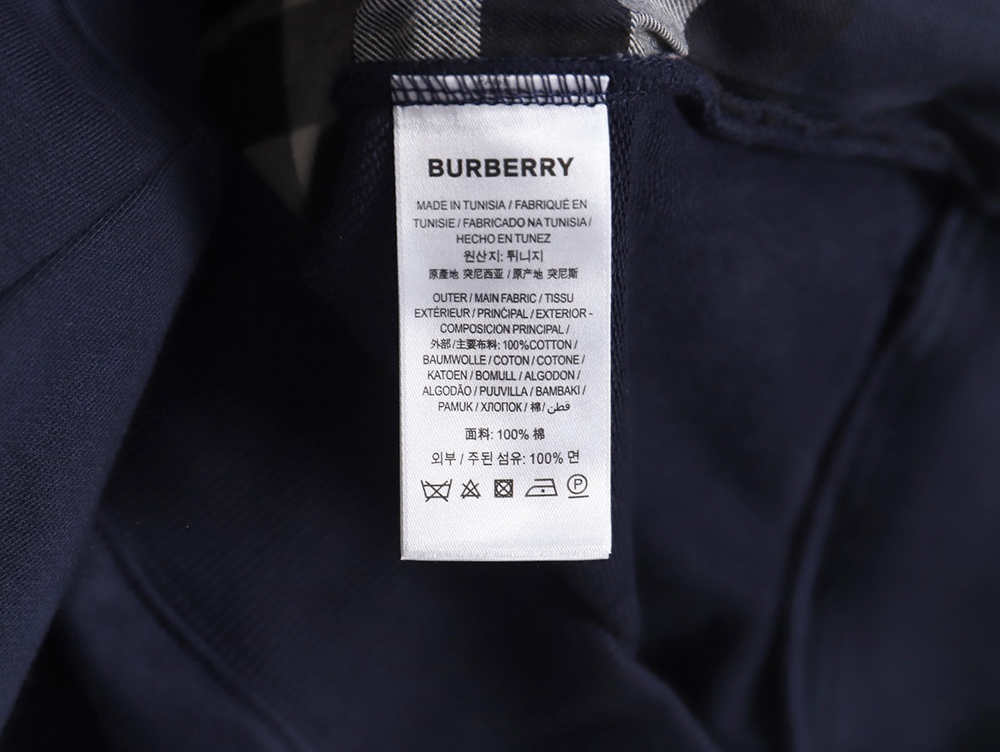 BURBERRY
MADE IN TUNISIA / FABRIQUÉ EN
TUNISIE / FABRICADO NA TUNISIA /
HECHO EN TUNEZ
원산지: 튀니지
原產地 突尼西亚 / 原产地 突尼斯
OUTER / MAIN FABRIC / TISSU
EXTÉRIEUR / PRINCIPAL / EXTERIOR -
COMPOSICION PRINCIPAL /
外部/主要布料: 100%COTTON /
BAUMWOLLE / COTON / COTONE /
KATOEN / BOMULL / ALGODON /
ALGODÃO / PUUVILLA / BAMBAKI /
PAMUK / ХЛОПОК / 棉/ قطن
面料: 100% 棉
외부 / 주된 섬유: 100% 면
P